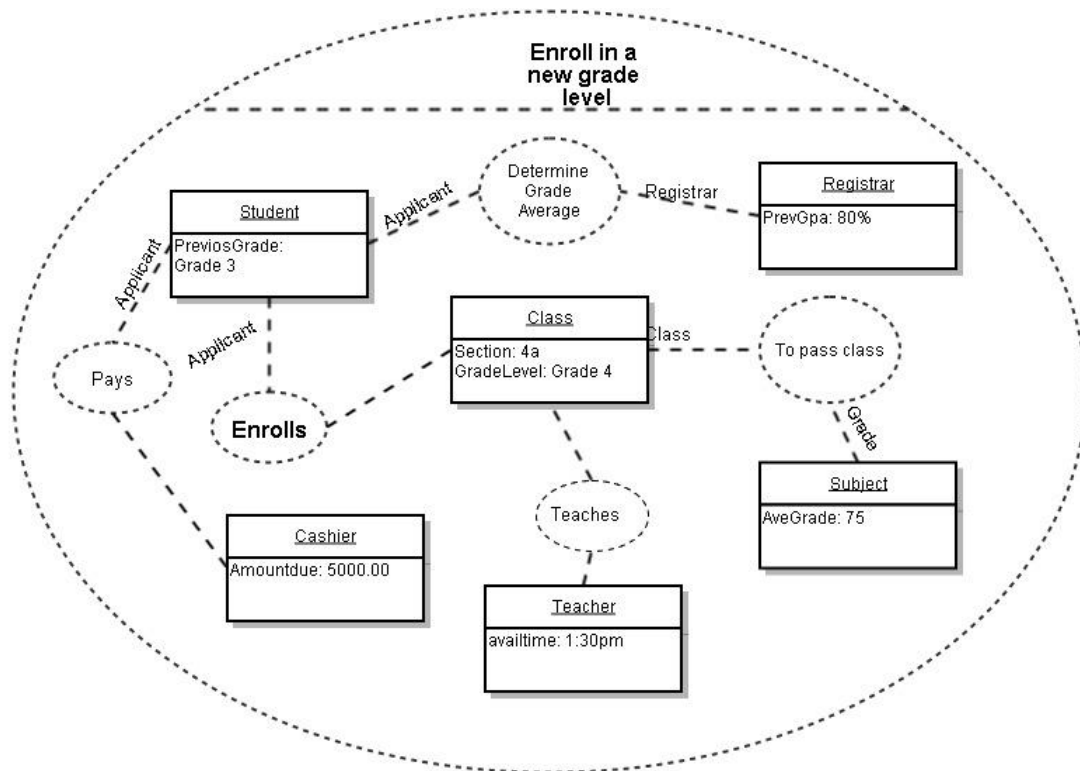 Enroll in a
new grade
level
Determine
Grade
Average
Applicant
Registrar
Registrar
PrevGpa: 80%
Student
PreviosGrade:
Grade 3
Applicant
Applicant
Class
Section: 4a
GradeLevel: Grade 4
Class
To pass class
Pays
Enrolls
Grade
Subject
AveGrade: 75
Teaches
Cashier
Amountdue: 5000.00
Teacher
availtime: 1:30pm